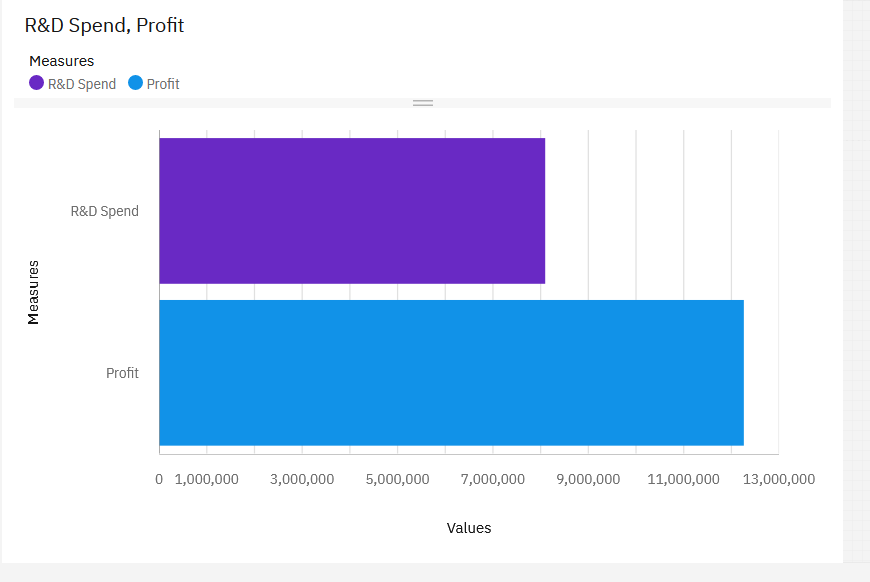 R&D Spend, Profit
Measures
R&D Spend Profit
R&D Spend
Profit
Measures
0 1,000,000 3,000,000 5,000,000 7,000,000 9,000,000 11,000,000 13,000,000
Values